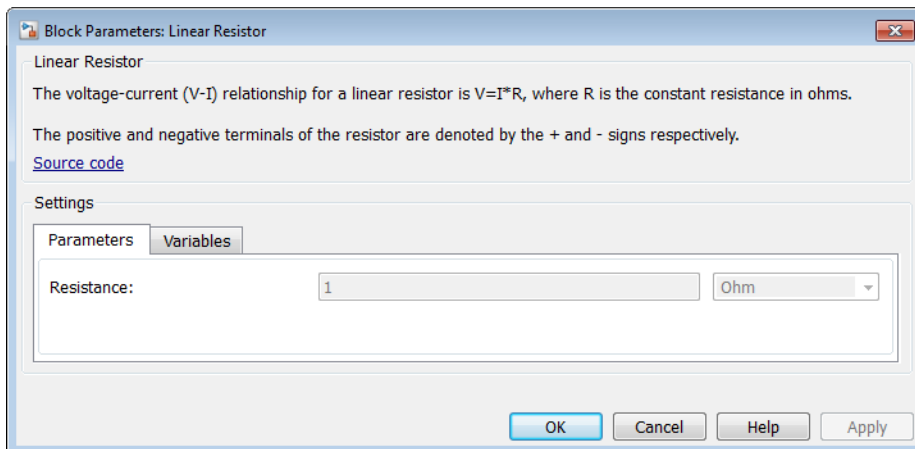 Block Parameters: Linear Resistor
Linear Resistor
The voltage-current (V-I) relationship for a linear resistor is V=I*R, where R is the constant resistance in ohms.
The positive and negative terminals of the resistor are denoted by the + and - signs respectively.
Source code
Settings
Parameters Variables
Resistance: 1 Ohm
OK Cancel Help Apply